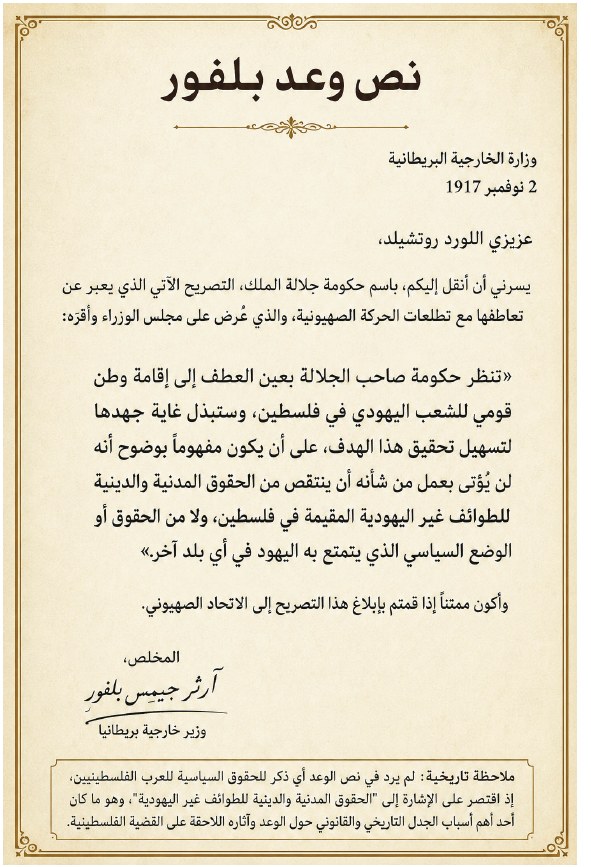 نص وعد بلفور
وزارة الخارجية البريطانية
2 نوفمبر 1917
عزيزي اللورد روتشيلد،
يسرني أن أنقل إليكم، باسم حكومة جلالة الملك، التصريح الآتي الذي يعبر عن
تعاطفها مع تطلعات الحركة الصهيونية، والذي عُرض على مجلس الوزراء وأقرّه:
«تنظر حكومة صاحب الجلالة بعين العطف إلى إقامة وطن
قومي للشعب اليهودي في فلسطين، وستبذل غاية جهدها
لتسهيل تحقيق هذا الهدف، على أن يكون مفهوماً بوضوح أنه
لن يُؤتى بعمل من شأنه أن ينتقص من الحقوق المدنية والدينية
للطوائف غير اليهودية المقيمة في فلسطين، ولا من الحقوق أو
الوضع السياسي الذي يتمتع به اليهود في أي بلد آخر.»
وأكون ممتناً إذا قمتم بإبلاغ هذا التصريح إلى الاتحاد الصهيوني.
المخلص،
آرثر جيمس بلفور
وزير خارجية بريطانيا
ملاحظة تاريخية: لم يرد في نص الوعد أي ذكر للحقوق السياسية للعرب الفلسطينيين،
إذ اقتصر على الإشارة إلى "الحقوق المدنية والدينية للطوائف غير اليهودية"، وهو ما كان
أحد أهم أسباب الجدل التاريخي والقانوني حول الوعد وآثاره اللاحقة على القضية الفلسطينية.